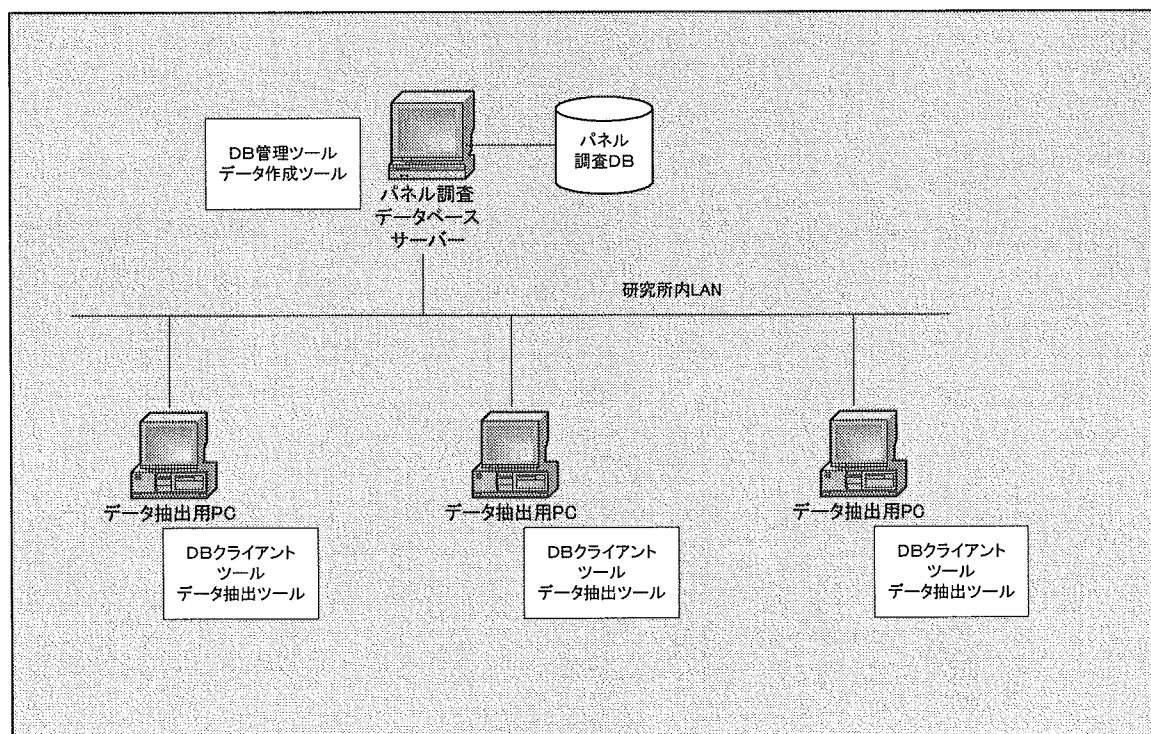 DB管理ツール
データ作成ツール
パネル
調査DB
パネル調査
データベース
サーバー
研究所内LAN
データ抽出用PC
データ抽出用PC
データ抽出用PC
DBクライアント
ツール
データ抽出ツール
DBクライアント
ツール
データ抽出ツール
DBクライアント
ツール
データ抽出ツール